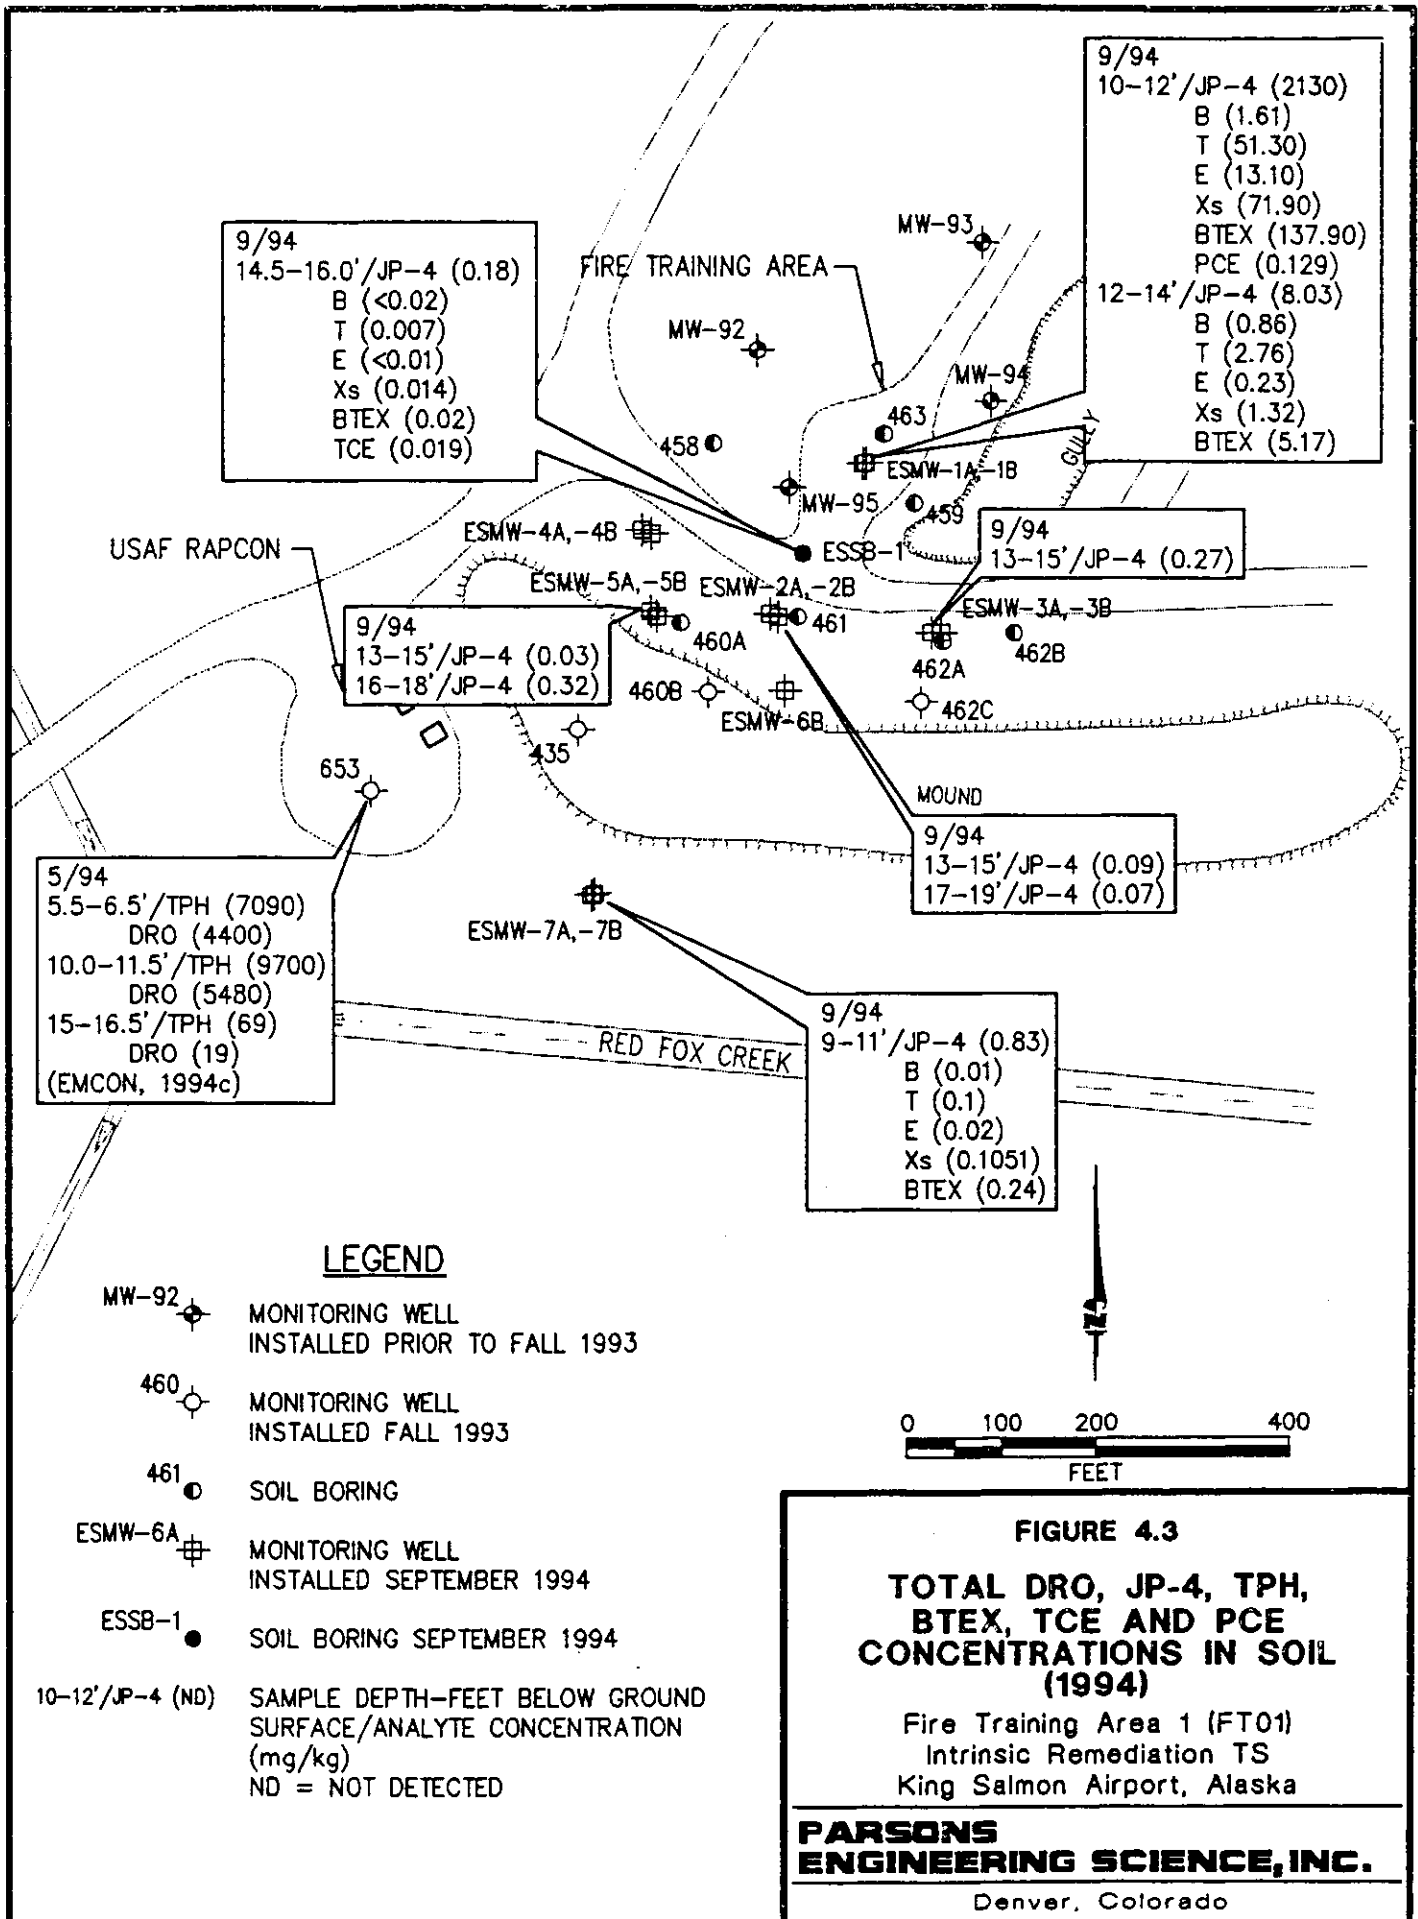 9/94
10-12'/JP-4 (2130)
B (1.61)
T (51.30)
E (13.10)
Xs (71.90)
BTEX (137.90)
PCE (0.129)
12-14'/JP-4 (8.03)
B (0.86)
T (2.76)
E (0.23)
Xs (1.32)
BTEX (5.17)
MW-93
9/94
14.5-16.0'/JP-4 (0.18)
B (<0.02)
T (0.007)
E (<0.01)
Xs (0.014)
BTEX (0.02)
TCE (0.019)
FIRE TRAINING AREA
MW-92
MW-94
463
458
GULLY
ESMW-1A,-1B
MW-95
459
ESMW-4A,-4B
USAF RAPCON
ESSB-1
9/94
13-15'/JP-4 (0.27)
ESMW-5A,-5B
ESMW-2A,-2B
ESMW-3A,-3B
9/94
13-15'/JP-4 (0.03)
16-18'/JP-4 (0.32)
460A
461
462A
462B
460B
ESMW-6B
462C
435
653
MOUND
9/94
13-15'/JP-4 (0.09)
17-19'/JP-4 (0.07)
5/94
5.5-6.5'/TPH (7090)
DRO (4400)
10.0-11.5'/TPH (9700)
DRO (5480)
15-16.5'/TPH (69)
DRO (19)
(EMCON, 1994c)
ESMW-7A,-7B
RED FOX CREEK
9/94
9-11'/JP-4 (0.83)
B (0.01)
T (0.1)
E (0.02)
Xs (0.1051)
BTEX (0.24)
LEGEND
MW-92
MONITORING WELL
INSTALLED PRIOR TO FALL 1993
460
MONITORING WELL
INSTALLED FALL 1993
461
SOIL BORING
ESMW-6A
MONITORING WELL
INSTALLED SEPTEMBER 1994
ESSB-1
SOIL BORING SEPTEMBER 1994
10-12'/JP-4 (ND)
SAMPLE DEPTH-FEET BELOW GROUND
SURFACE/ANALYTE CONCENTRATION
(mg/kg)
ND = NOT DETECTED
N
0 100 200 400
FEET
FIGURE 4.3
TOTAL DRO, JP-4, TPH,
BTEX, TCE AND PCE
CONCENTRATIONS IN SOIL
(1994)
Fire Training Area 1 (FT01)
Intrinsic Remediation TS
King Salmon Airport, Alaska
PARSONS
ENGINEERING SCIENCE, INC.
Denver, Colorado